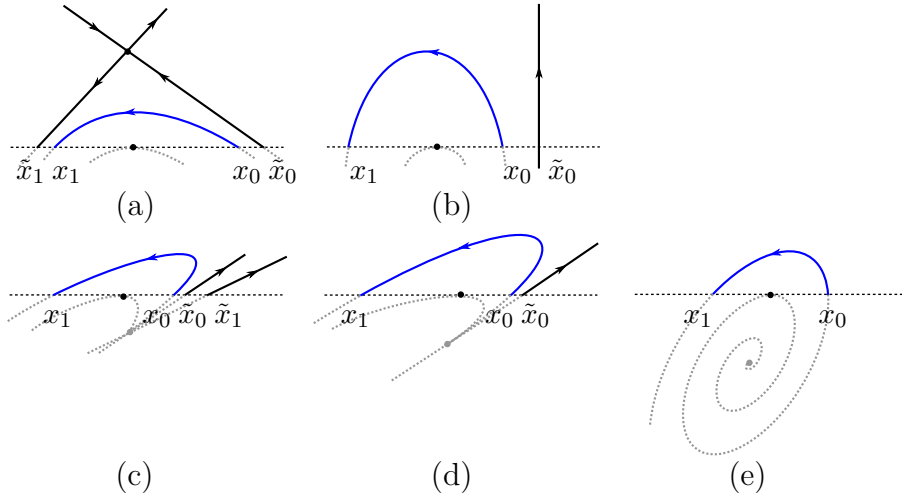 x̃₁ x₁ x₀ x̃₀ x₁ x₀ x̃₀
(a) (b)
x₁ x₀ x̃₀ x̃₁ x₁ x₀ x̃₀ x₁ x₀
(c) (d) (e)